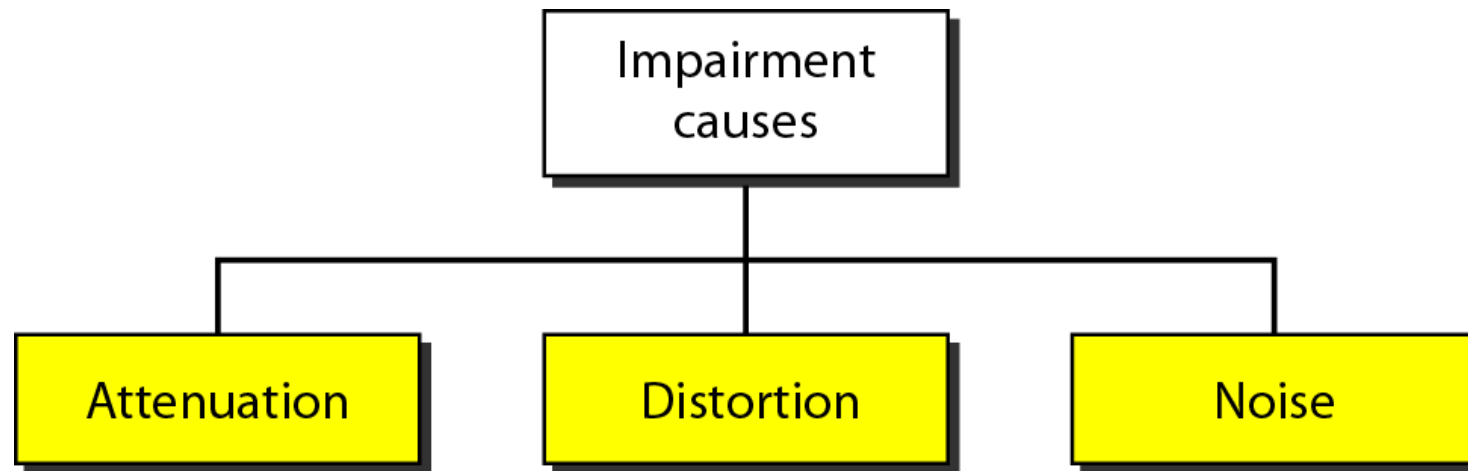 Impairment
causes
Attenuation
Distortion
Noise